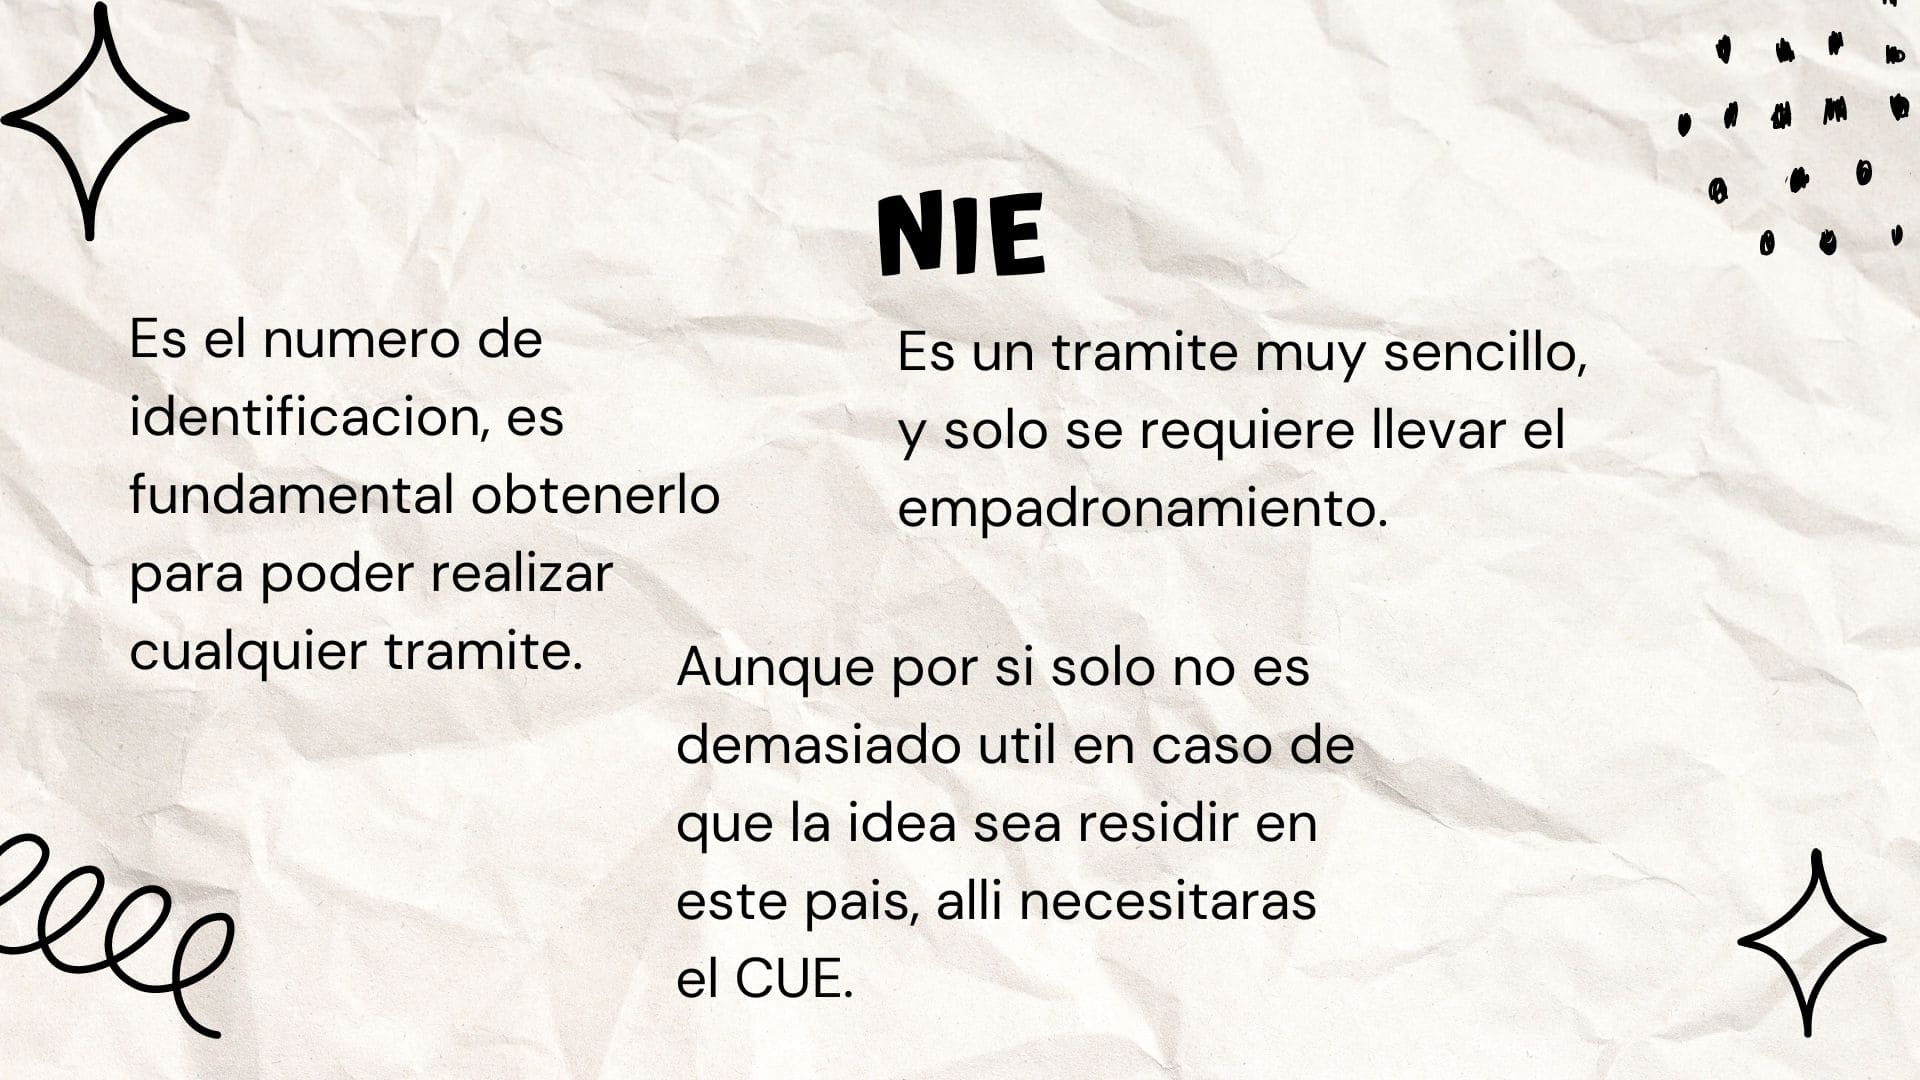 NIE
Es el numero de
identificacion, es
fundamental obtenerlo
para poder realizar
cualquier tramite.
Es un tramite muy sencillo,
y solo se requiere llevar el
empadronamiento.
Aunque por si solo no es
demasiado util en caso de
que la idea sea residir en
este pais, alli necesitaras
el CUE.